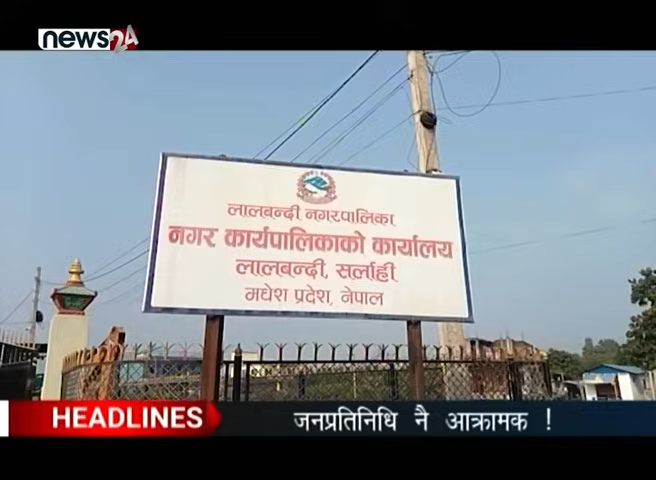 news24
लालबन्दी नगरपालिका
नगर कार्यपालिकाको कार्यालय
लालबन्दी, सर्लाही
मधेश प्रदेश, नेपाल
HEADLINES
जनप्रतिनिधि नै आक्रामक !